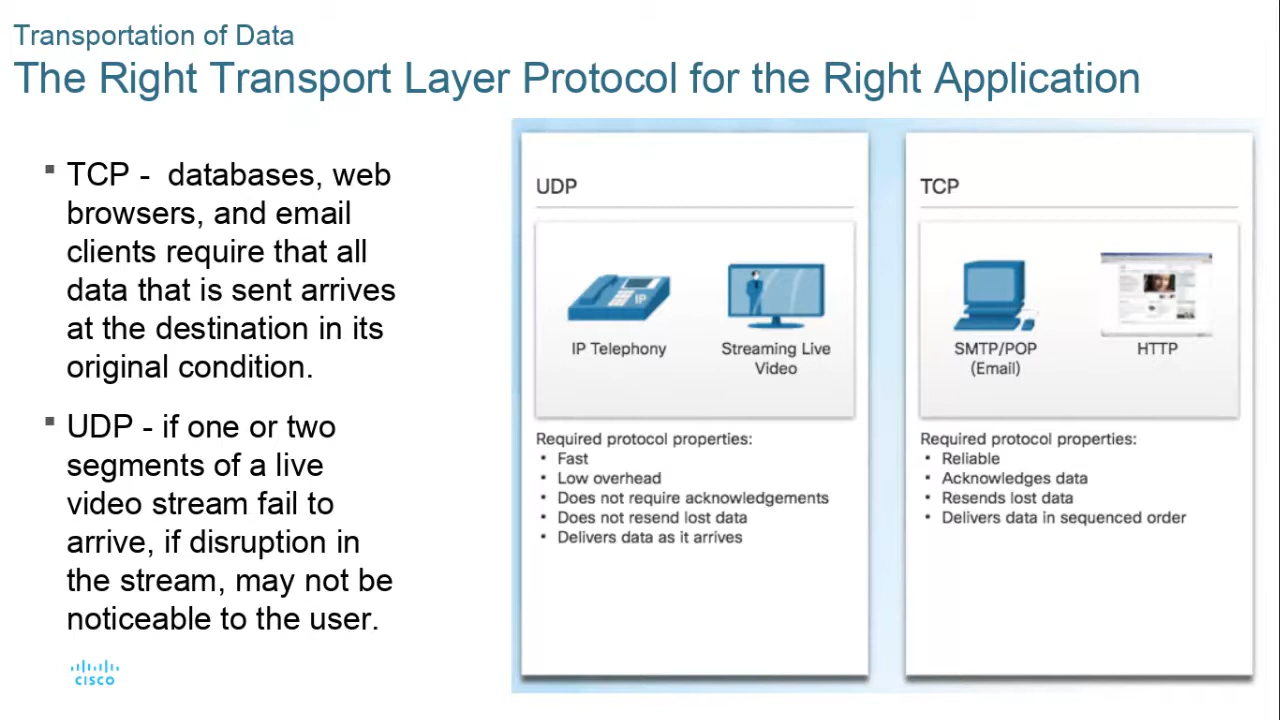 Transportation of Data
The Right Transport Layer Protocol for the Right Application
▪ TCP - databases, web
browsers, and email
clients require that all
data that is sent arrives
at the destination in its
original condition.
▪ UDP - if one or two
segments of a live
video stream fail to
arrive, if disruption in
the stream, may not be
noticeable to the user.
CISCO
UDP
IP
IP Telephony
Streaming Live
Video
Required protocol properties:
• Fast
• Low overhead
• Does not require acknowledgements
• Does not resend lost data
• Delivers data as it arrives
TCP
SMTP/POP
(Email)
HTTP
Required protocol properties:
• Reliable
• Acknowledges data
• Resends lost data
• Delivers data in sequenced order